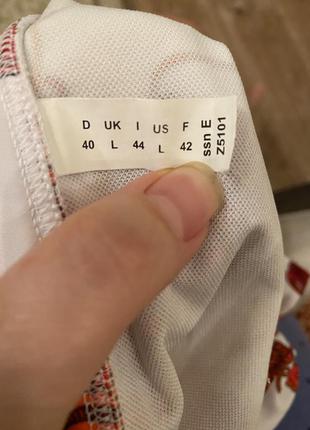 D UK I US F
40 L 44 L 42
ssn E
Z5101